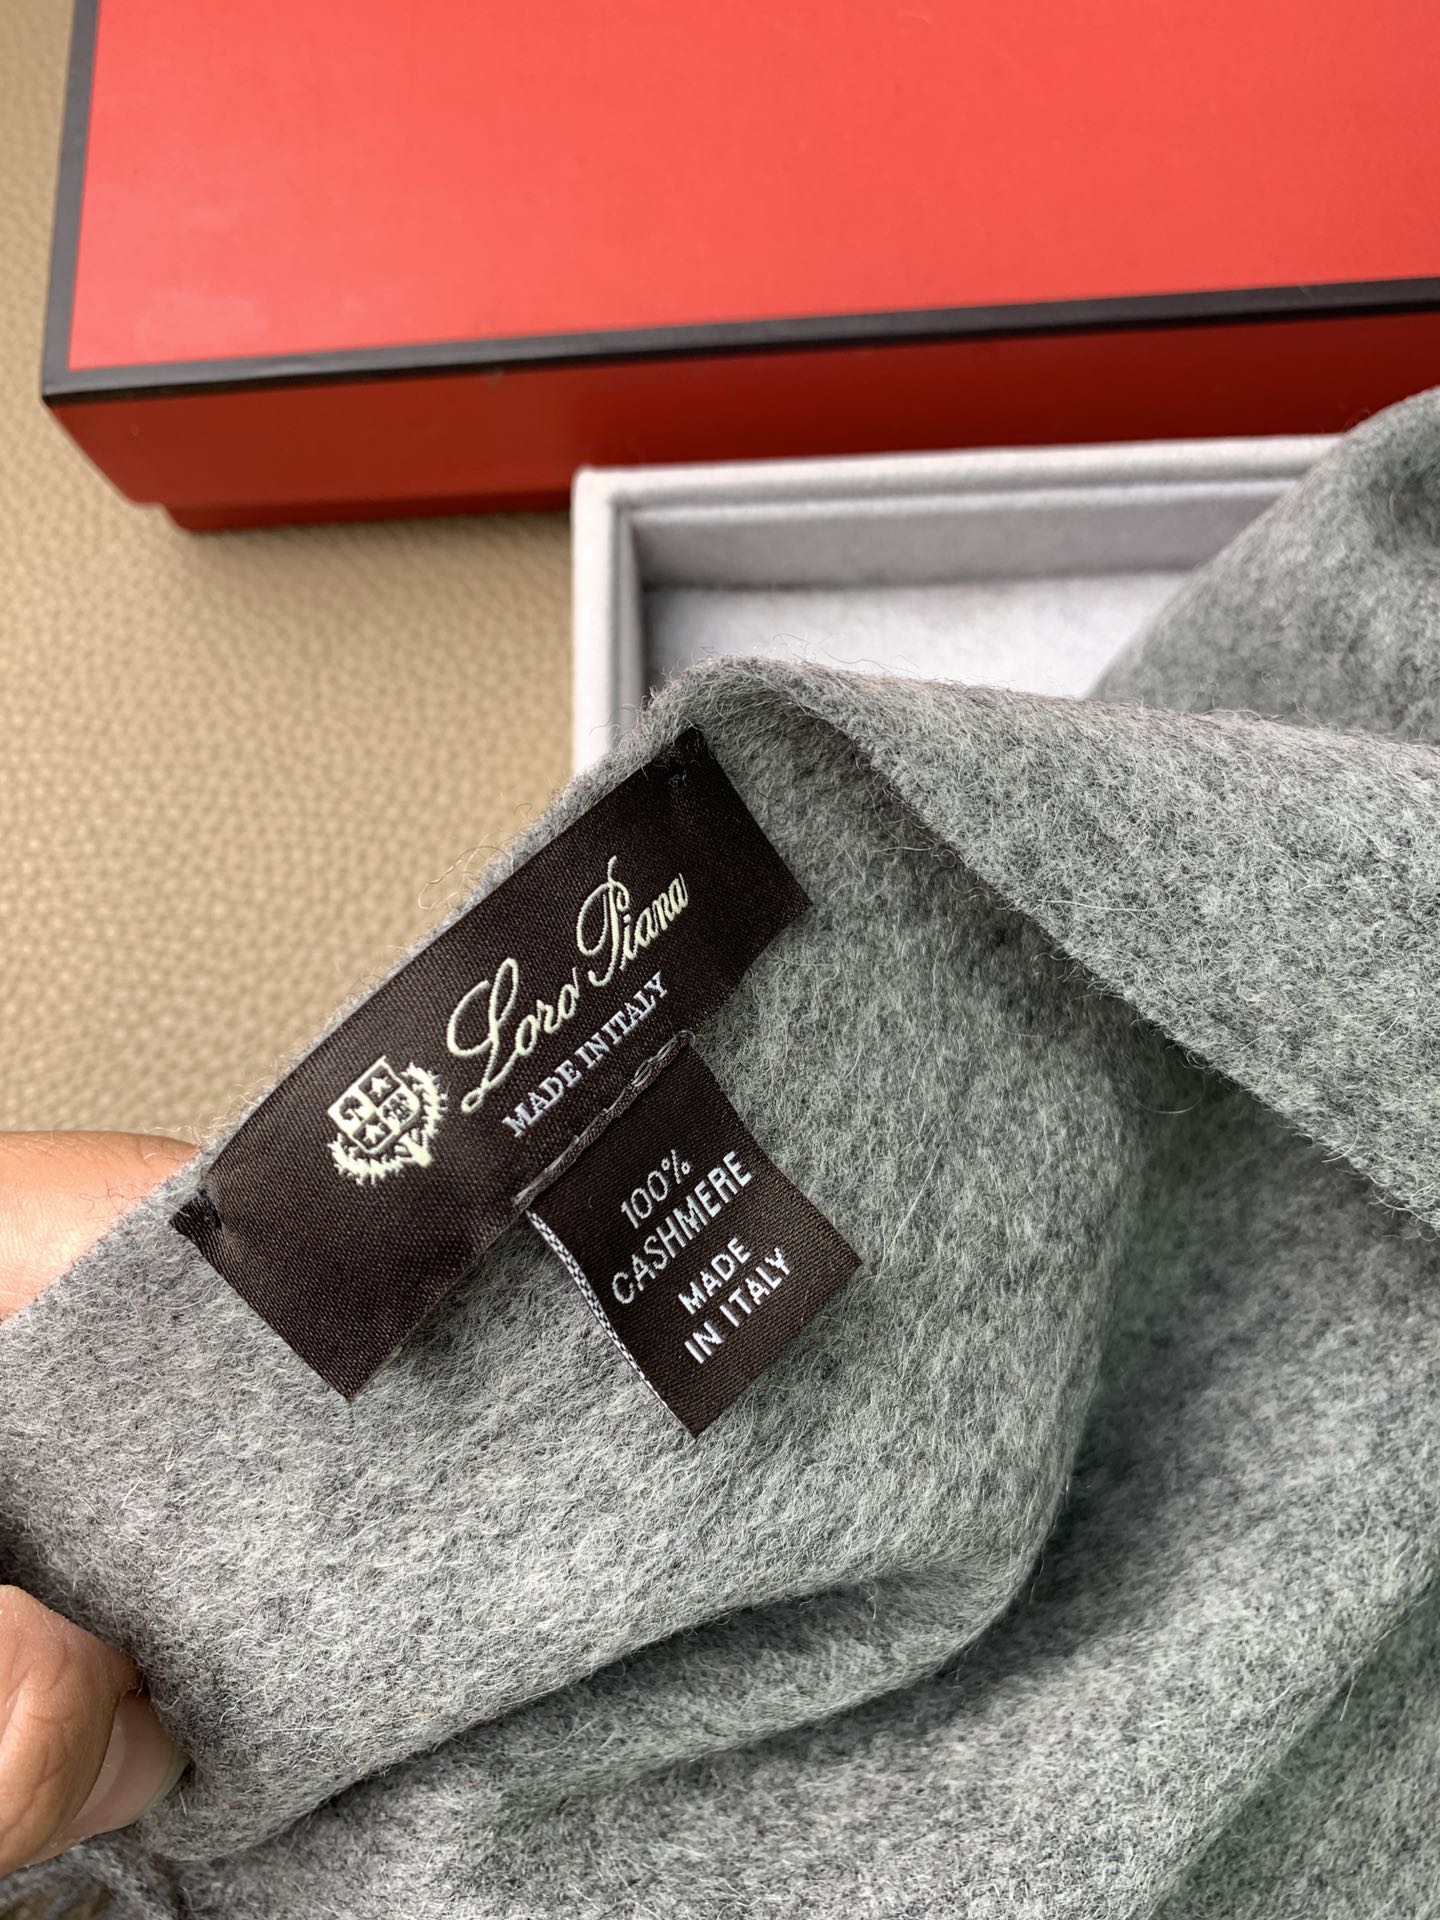 Loro Piana
MADE IN ITALY
100%
CASHMERE
MADE
IN ITALY